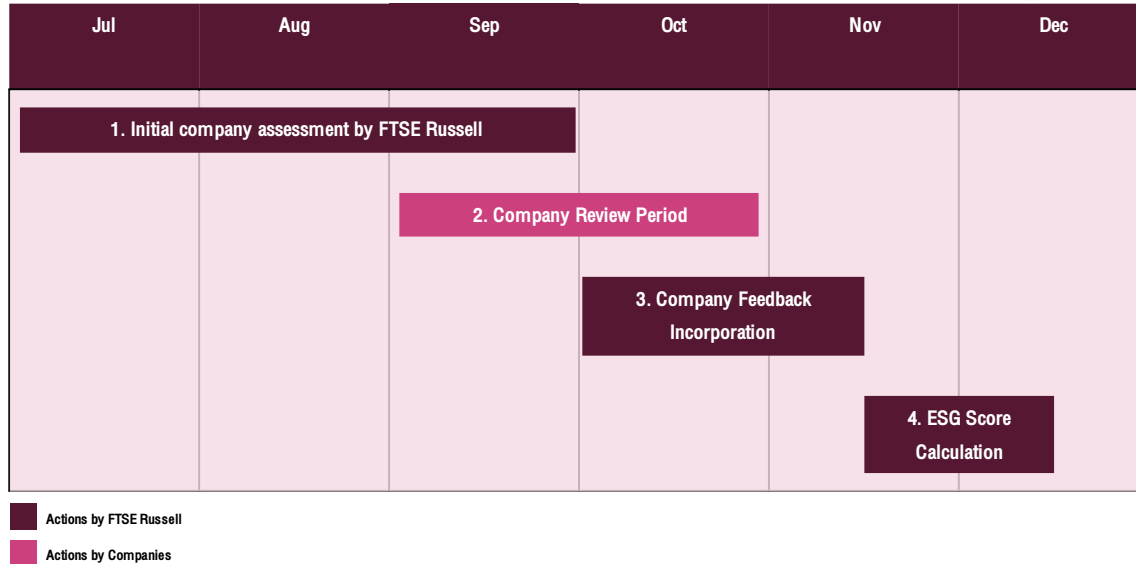 Jul
Aug
Sep
Oct
Nov
Dec
1. Initial company assessment by FTSE Russell
2. Company Review Period
3. Company Feedback
Incorporation
4. ESG Score
Calculation
Actions by FTSE Russell
Actions by Companies